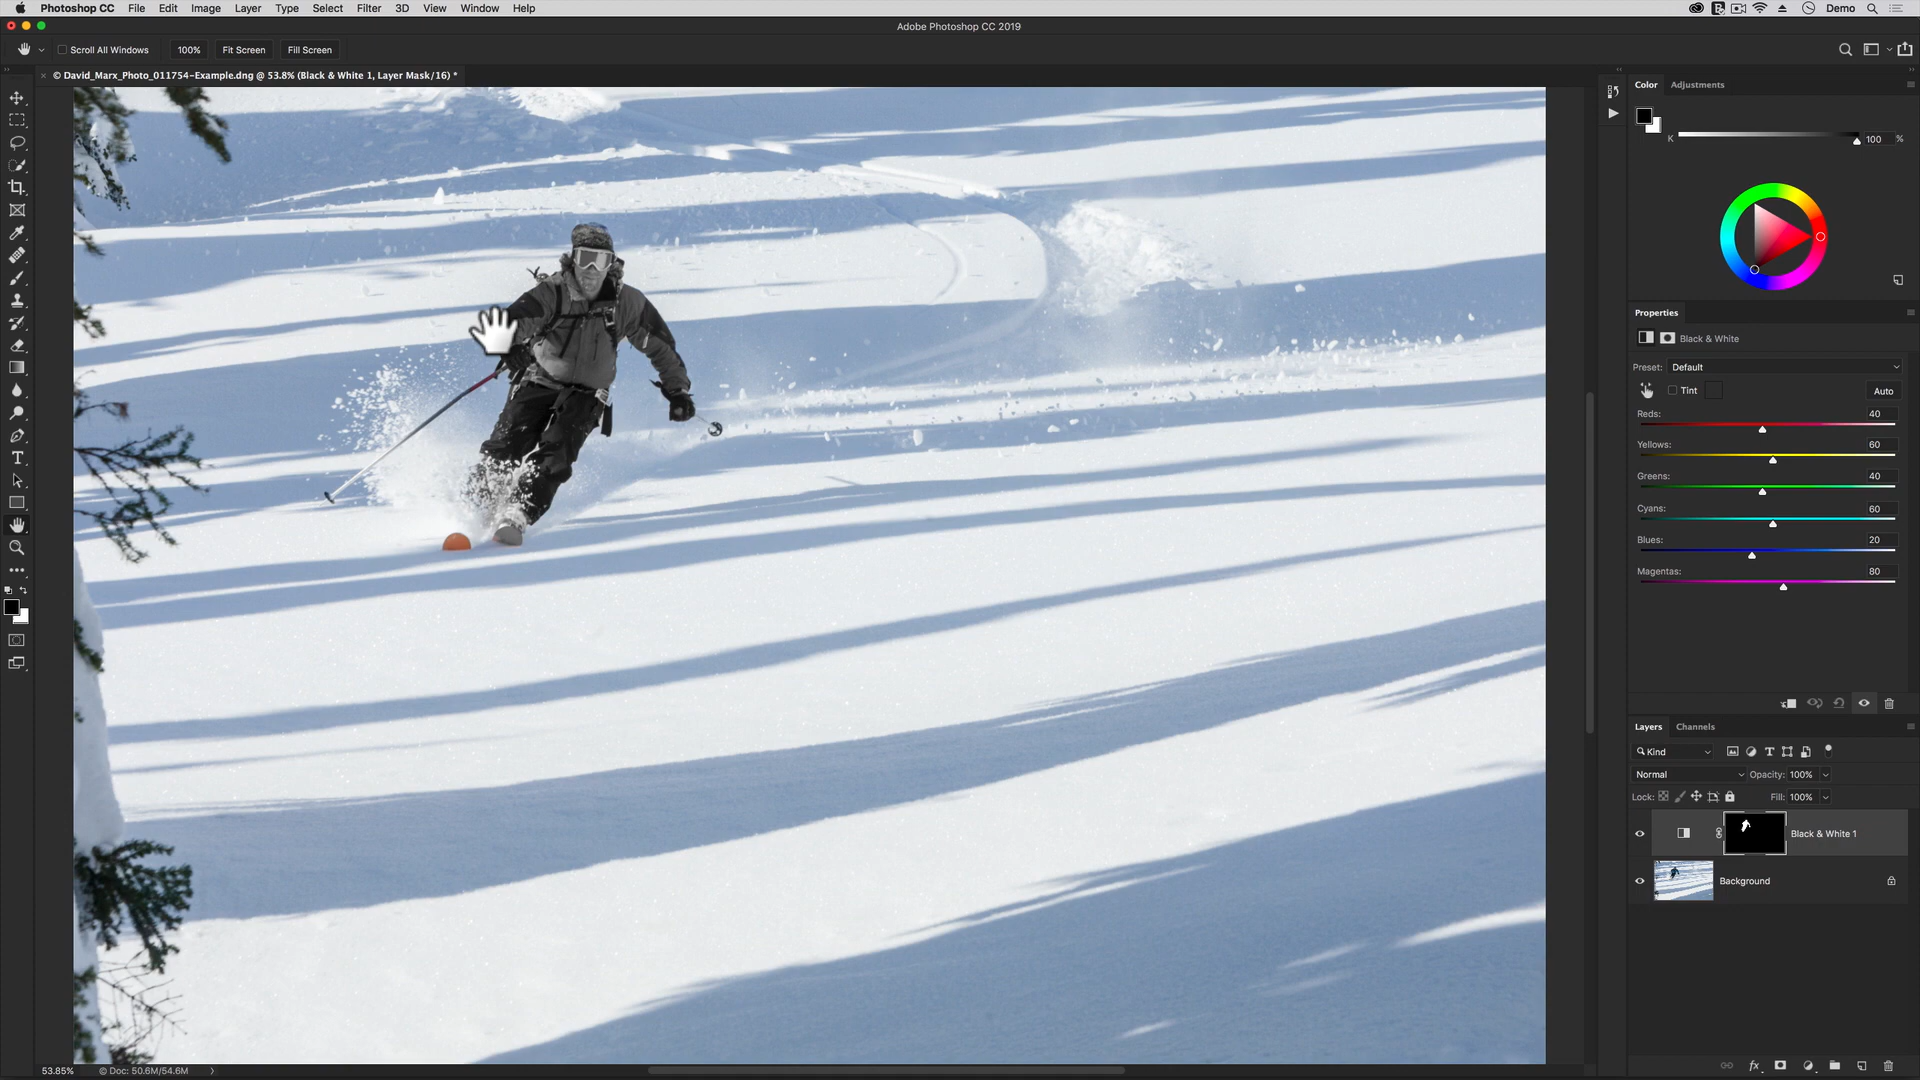 Photoshop CC File Edit Image Layer Type Select Filter 3D View Window Help Demo
Adobe Photoshop CC 2019
Scroll All Windows 100% Fit Screen Fill Screen
© David_Marx_Photo_011754-Example.dng @ 53.8% (Black & White 1, Layer Mask/16) *
Color Adjustments
K 100 %
Properties
Black & White
Preset: Default
Tint Auto
Reds: 40
Yellows: 60
Greens: 40
Cyans: 60
Blues: 20
Magentas: 80
Layers Channels
Kind
Normal Opacity: 100%
Lock: Fill: 100%
Black & White 1
Background
53.85% © Doc: 50.6M/54.6M